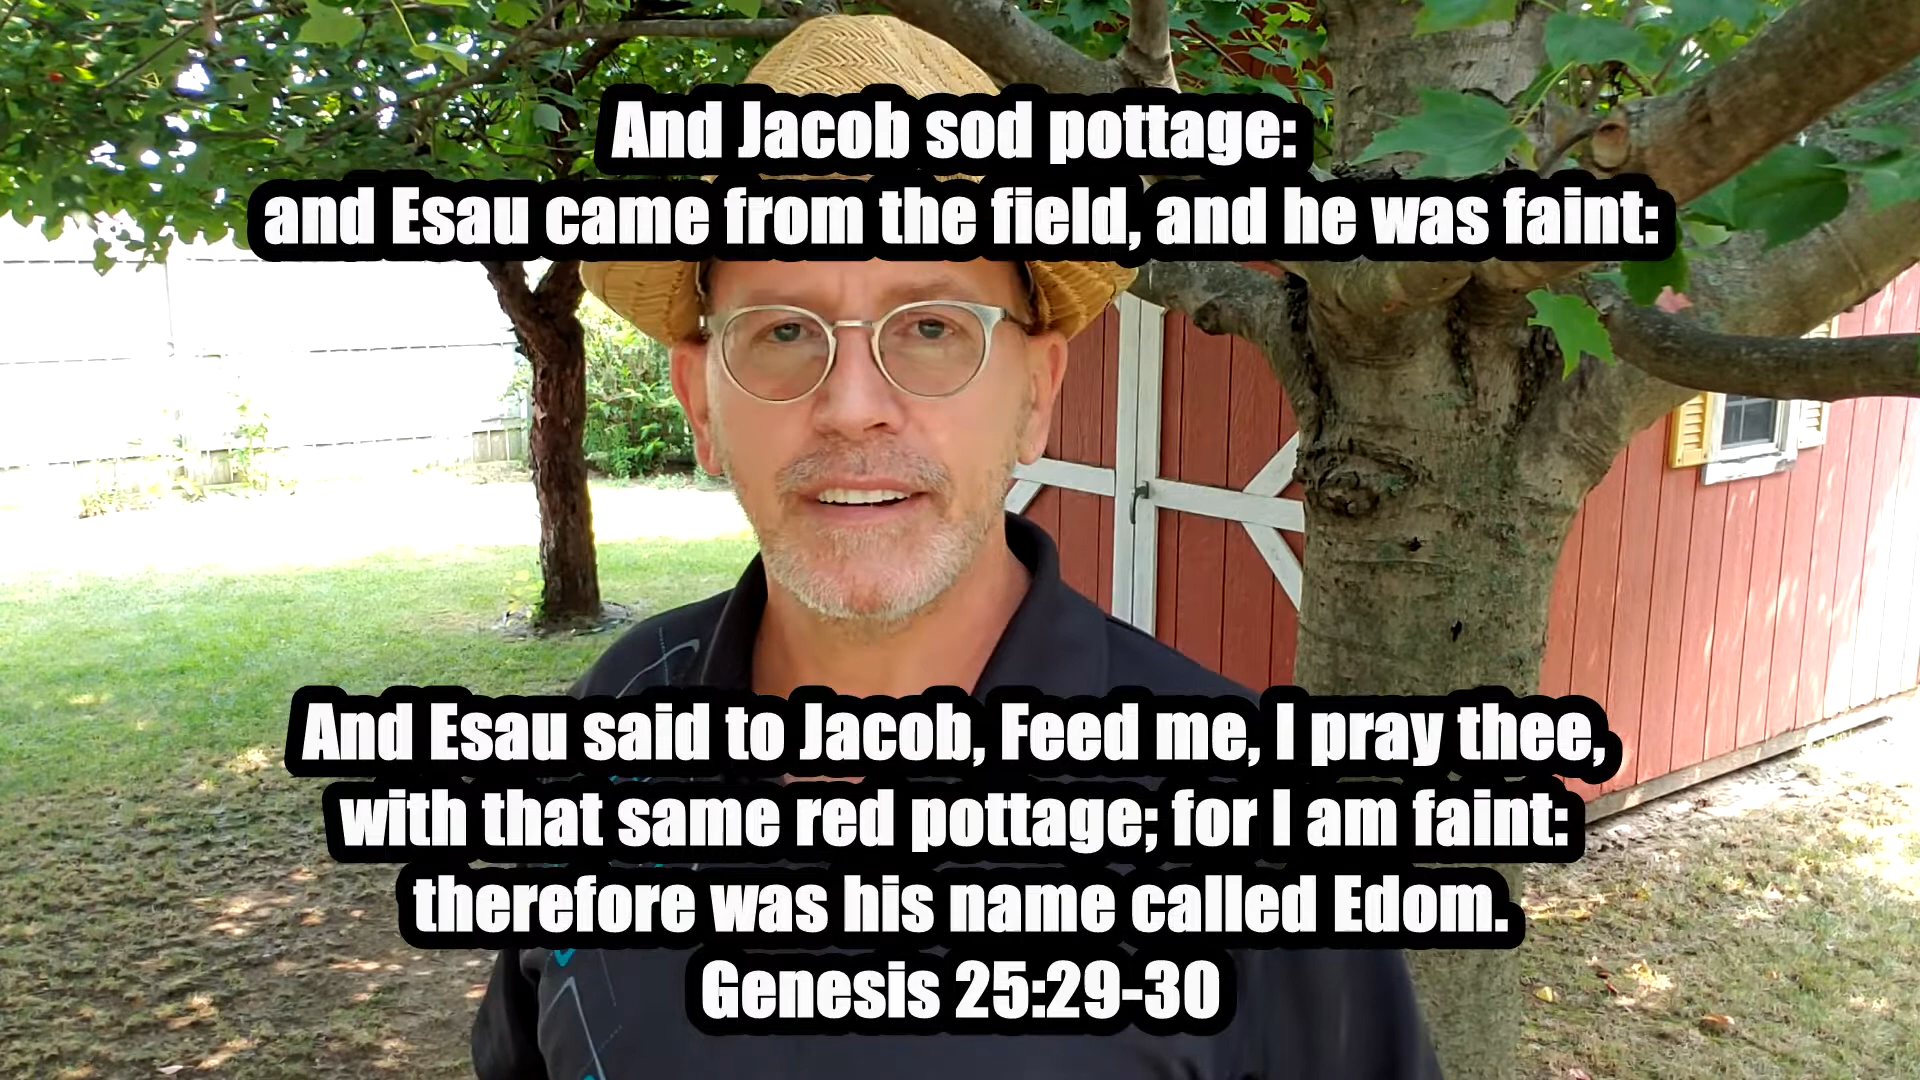 And Jacob sod pottage:
and Esau came from the field, and he was faint:
And Esau said to Jacob, Feed me, I pray thee,
with that same red pottage; for I am faint:
therefore was his name called Edom.
Genesis 25:29-30